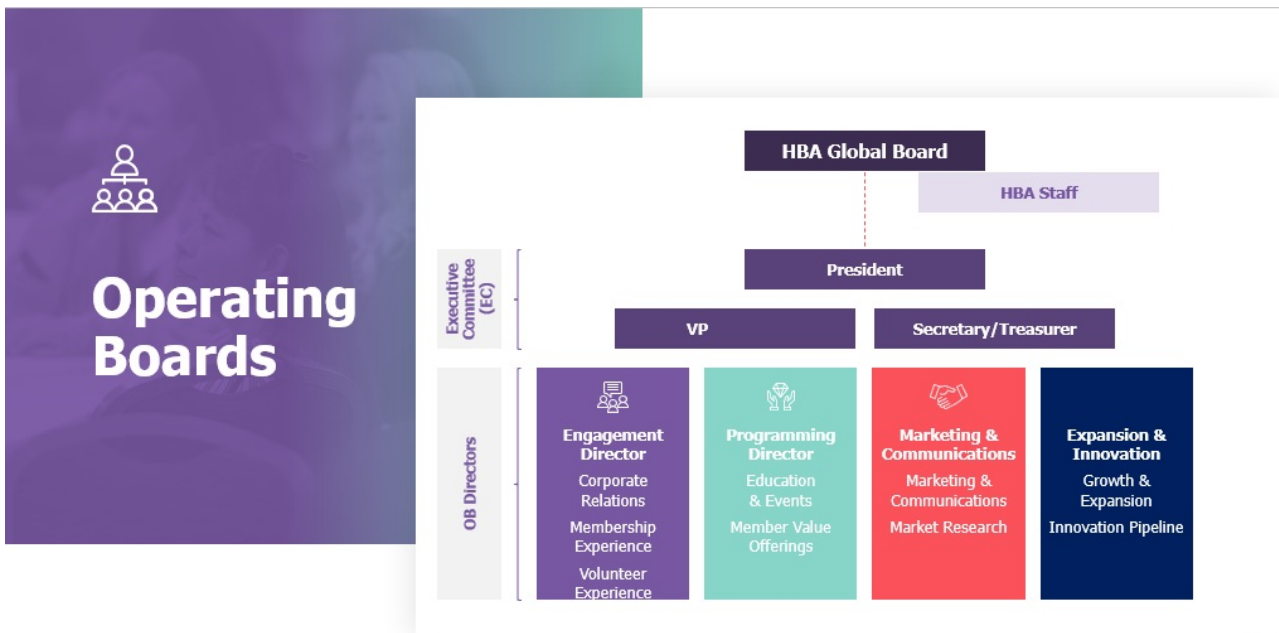 Operating
Boards
HBA Global Board
HBA Staff
Executive
Committee
(EC)
President
VP
Secretary/Treasurer
OB Directors
Engagement
Director
Corporate
Relations
Membership
Experience
Volunteer
Experience
Programming
Director
Education
& Events
Member Value
Offerings
Marketing &
Communications
Marketing &
Communications
Market Research
Expansion &
Innovation
Growth &
Expansion
Innovation Pipeline